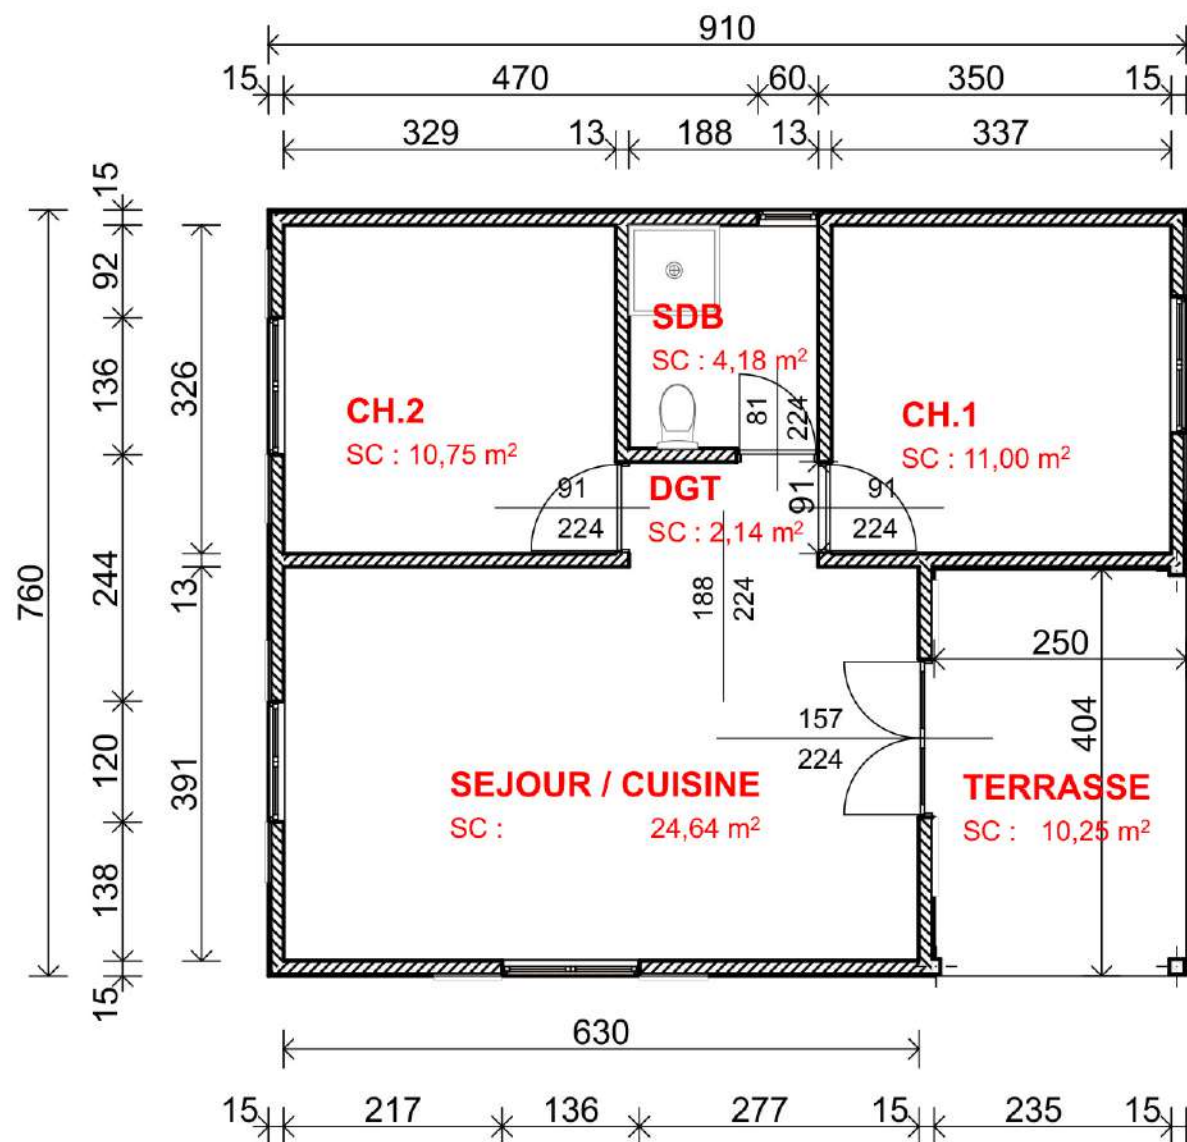 910
15 470 60 350 15
329 13 188 13 337
15
92
136
244
120
138
15
760
326
13
391
SDB
SC : 4,18 m²
81
224
CH.2
SC : 10,75 m²
CH.1
SC : 11,00 m²
91
224
DGT
SC : 2,14 m²
91
91
224
188
224
250
404
157
224
SEJOUR / CUISINE
SC : 24,64 m²
TERRASSE
SC : 10,25 m²
630
15 217 136 277 15 235 15